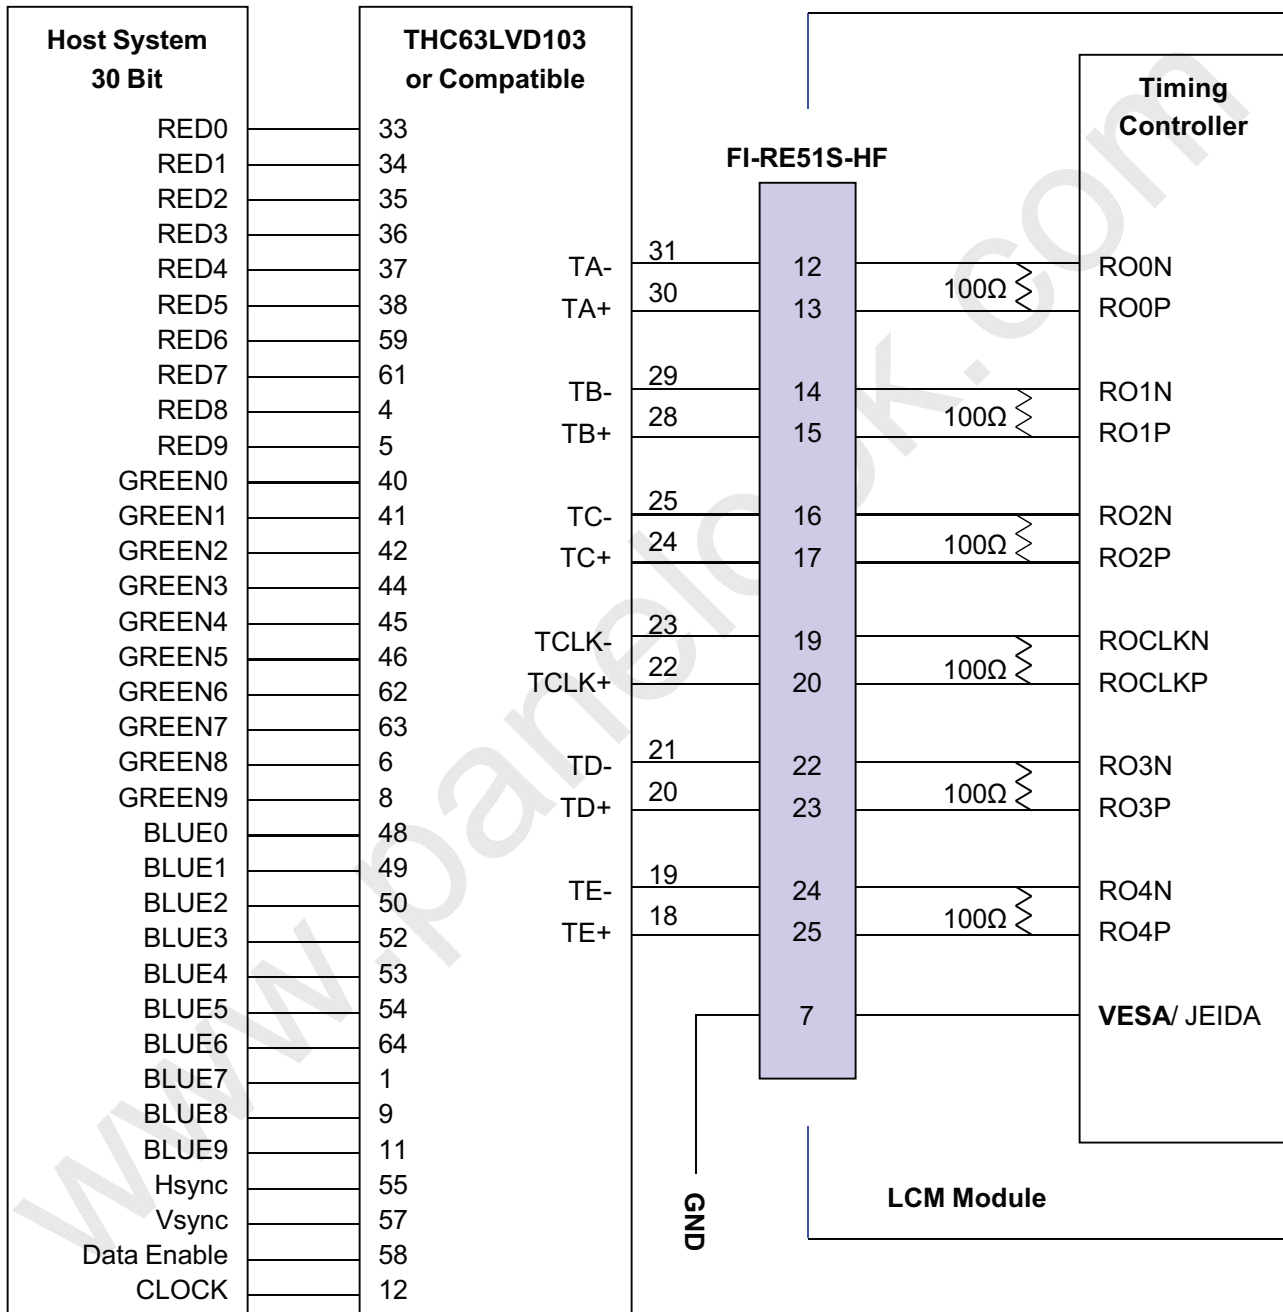 Host System
30 Bit
THC63LVD103
or Compatible
Timing
Controller
FI-RE51S-HF
RED0 33
RED1 34
RED2 35
RED3 36
RED4 37
RED5 38
RED6 59
RED7 61
RED8 4
RED9 5
GREEN0 40
GREEN1 41
GREEN2 42
GREEN3 44
GREEN4 45
GREEN5 46
GREEN6 62
GREEN7 63
GREEN8 6
GREEN9 8
BLUE0 48
BLUE1 49
BLUE2 50
BLUE3 52
BLUE4 53
BLUE5 54
BLUE6 64
BLUE7 1
BLUE8 9
BLUE9 11
Hsync 55
Vsync 57
Data Enable 58
CLOCK 12
TA- 31 12 RO0N
100Ω
TA+ 30 13 RO0P
TB- 29 14 RO1N
100Ω
TB+ 28 15 RO1P
TC- 25 16 RO2N
100Ω
TC+ 24 17 RO2P
TCLK- 23 19 ROCLKN
100Ω
TCLK+ 22 20 ROCLKP
TD- 21 22 RO3N
100Ω
TD+ 20 23 RO3P
TE- 19 24 RO4N
100Ω
TE+ 18 25 RO4P
7 VESA/ JEIDA
GND
LCM Module
www.panelook.com